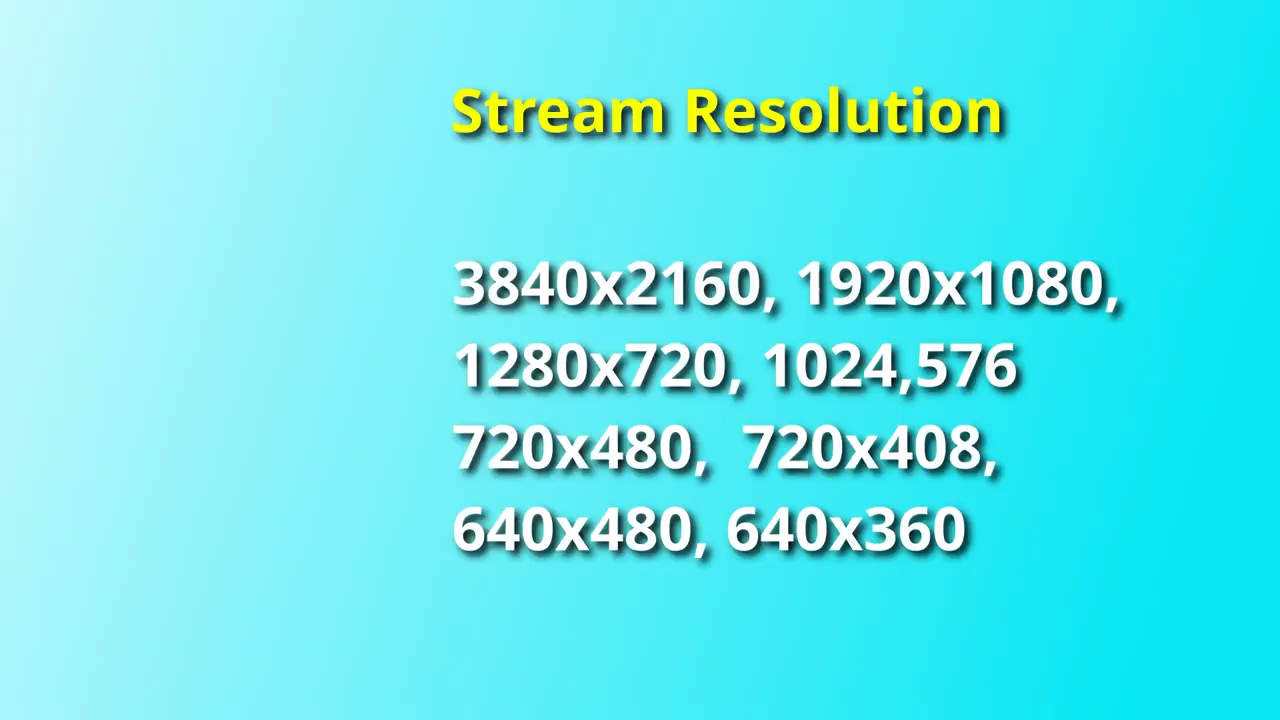 Stream Resolution
3840x2160, 1920x1080,
1280x720, 1024,576
720x480,  720x408,
640x480, 640x360